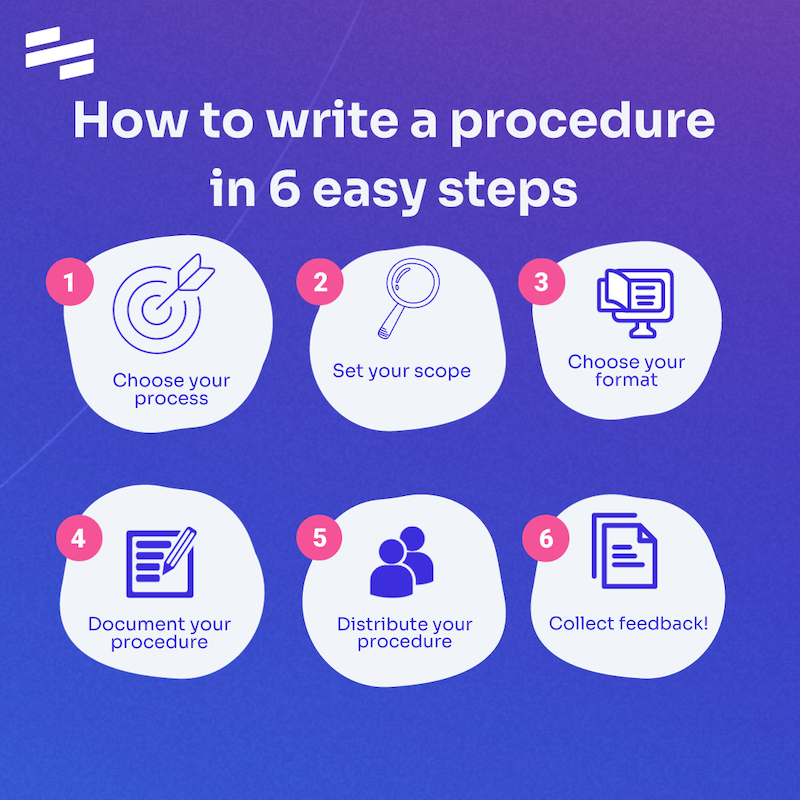 How to write a procedure
in 6 easy steps
1
Choose your
process
2
Set your scope
3
Choose your
format
4
Document your
procedure
5
Distribute your
procedure
6
Collect feedback!